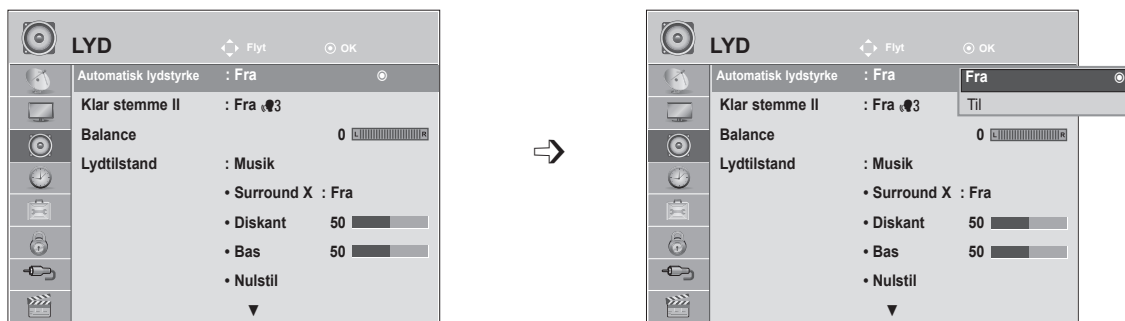 LYD Flyt OK
Automatisk lydstyrke : Fra
Klar stemme II : Fra 3
Balance 0 L R
Lydtilstand : Musik
• Surround X : Fra
• Diskant 50
• Bas 50
• Nulstil
▼
LYD Flyt OK
Automatisk lydstyrke : Fra
Fra
Til
Klar stemme II : Fra 3
Balance 0 L R
Lydtilstand : Musik
• Surround X : Fra
• Diskant 50
• Bas 50
• Nulstil
▼